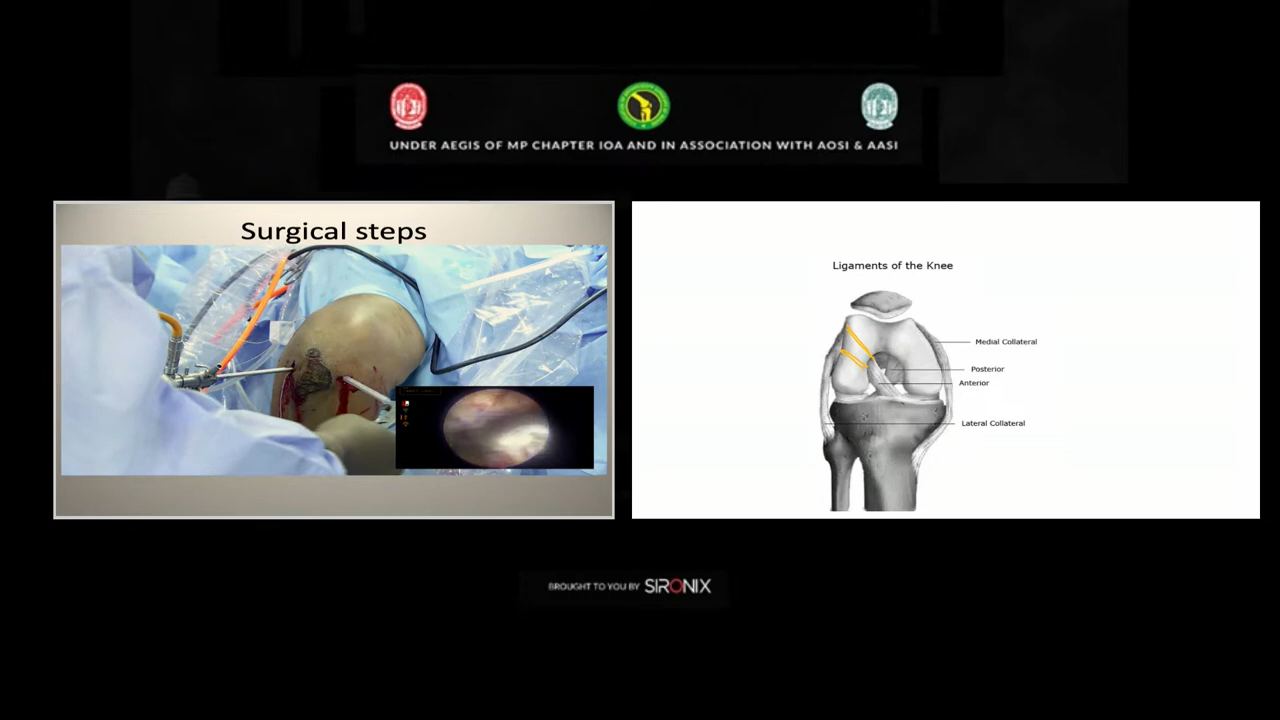 UNDER AEGIS OF MP CHAPTER IOA AND IN ASSOCIATION WITH AOSI & AASI
Surgical steps
Ligaments of the Knee
Medial Collateral
Posterior
Anterior
Lateral Collateral
BROUGHT TO YOU BY SIRONIX